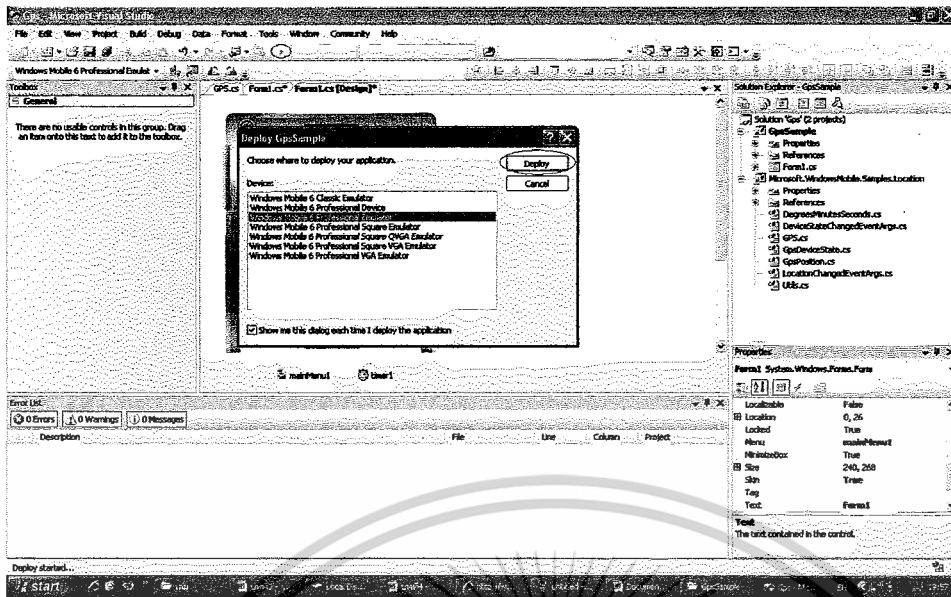 Gps - Microsoft Visual Studio
File Edit View Project Build Debug Data Format Tools Window Community Help
Windows Mobile 6 Professional Emulat
Toolbox
General
There are no usable controls in this group. Drag
an item onto this text to add it to the toolbox.
GPS.cs Form1.cs* Form1.cs [Design]*
Deploy GpsSample
Choose where to deploy your application.
Devices
Windows Mobile 6 Classic Emulator
Windows Mobile 6 Professional Device
Windows Mobile 6 Professional Emulator
Windows Mobile 6 Professional Square Emulator
Windows Mobile 6 Professional Square QVGA Emulator
Windows Mobile 6 Professional Square VGA Emulator
Windows Mobile 6 Professional VGA Emulator
Deploy
Cancel
Show me this dialog each time I deploy the application
mainMenu1 timer1
Solution Explorer - GpsSample
Solution 'Gps' (2 projects)
GpsSample
Properties
References
Form1.cs
Microsoft.WindowsMobile.Samples.Location
Properties
References
DegreesMinutesSeconds.cs
DeviceStateChangedEventArgs.cs
GPS.cs
GpsDeviceState.cs
GpsPosition.cs
LocationChangedEventArgs.cs
Utils.cs
Properties
Form1 System.Windows.Forms.Form
Localizable False
Location 0, 26
Locked True
Menu mainMenu1
MinimizeBox True
Size 240, 268
Skin True
Tag
Text Form1
Text
The text contained in the control.
Error List
0 Errors 0 Warnings 0 Messages
Description File Line Column Project
Deploy started...
start